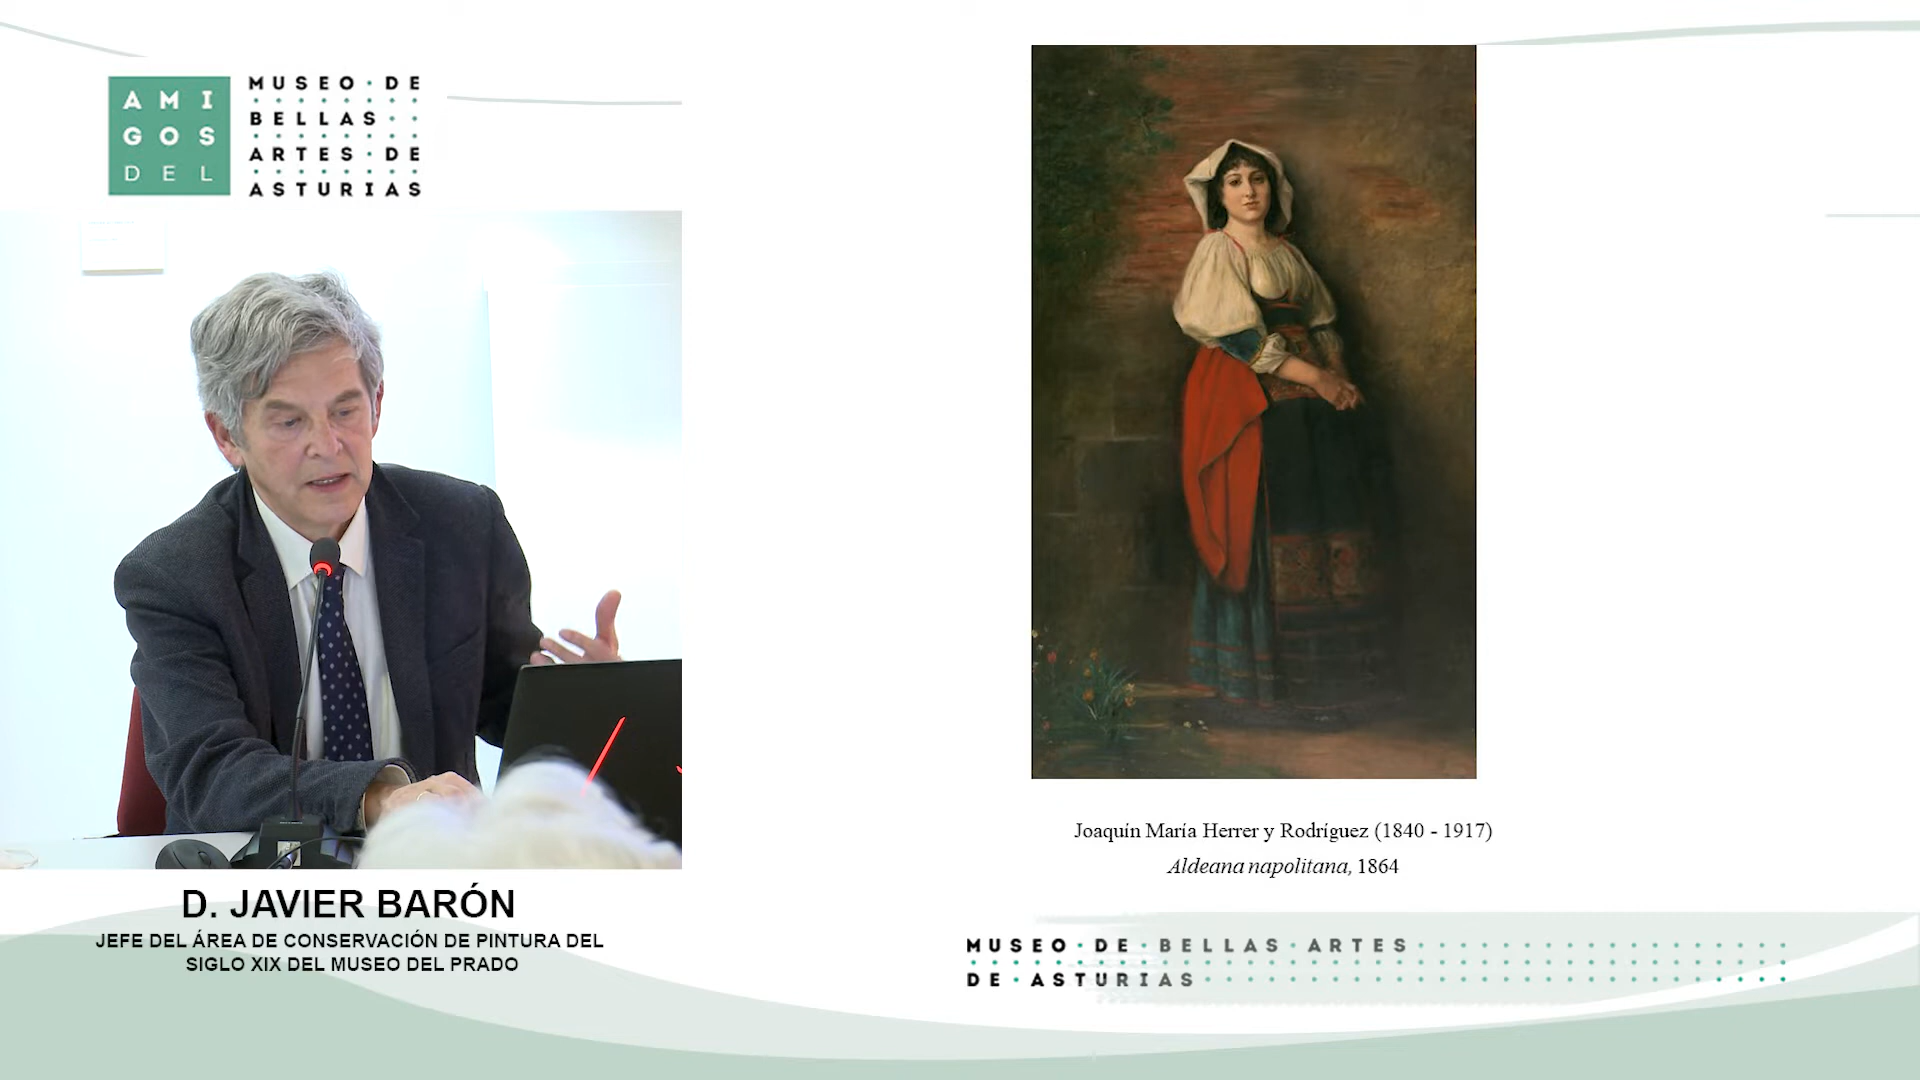 AMI
GOS
DEL
MUSEO·DE
BELLAS
ARTES·DE
ASTURIAS
Joaquín María Herrer y Rodríguez (1840 - 1917)
Aldeana napolitana, 1864
D. JAVIER BARÓN
JEFE DEL ÁREA DE CONSERVACIÓN DE PINTURA DEL
SIGLO XIX DEL MUSEO DEL PRADO
MUSEO·DE·BELLAS·ARTES
DE·ASTURIAS